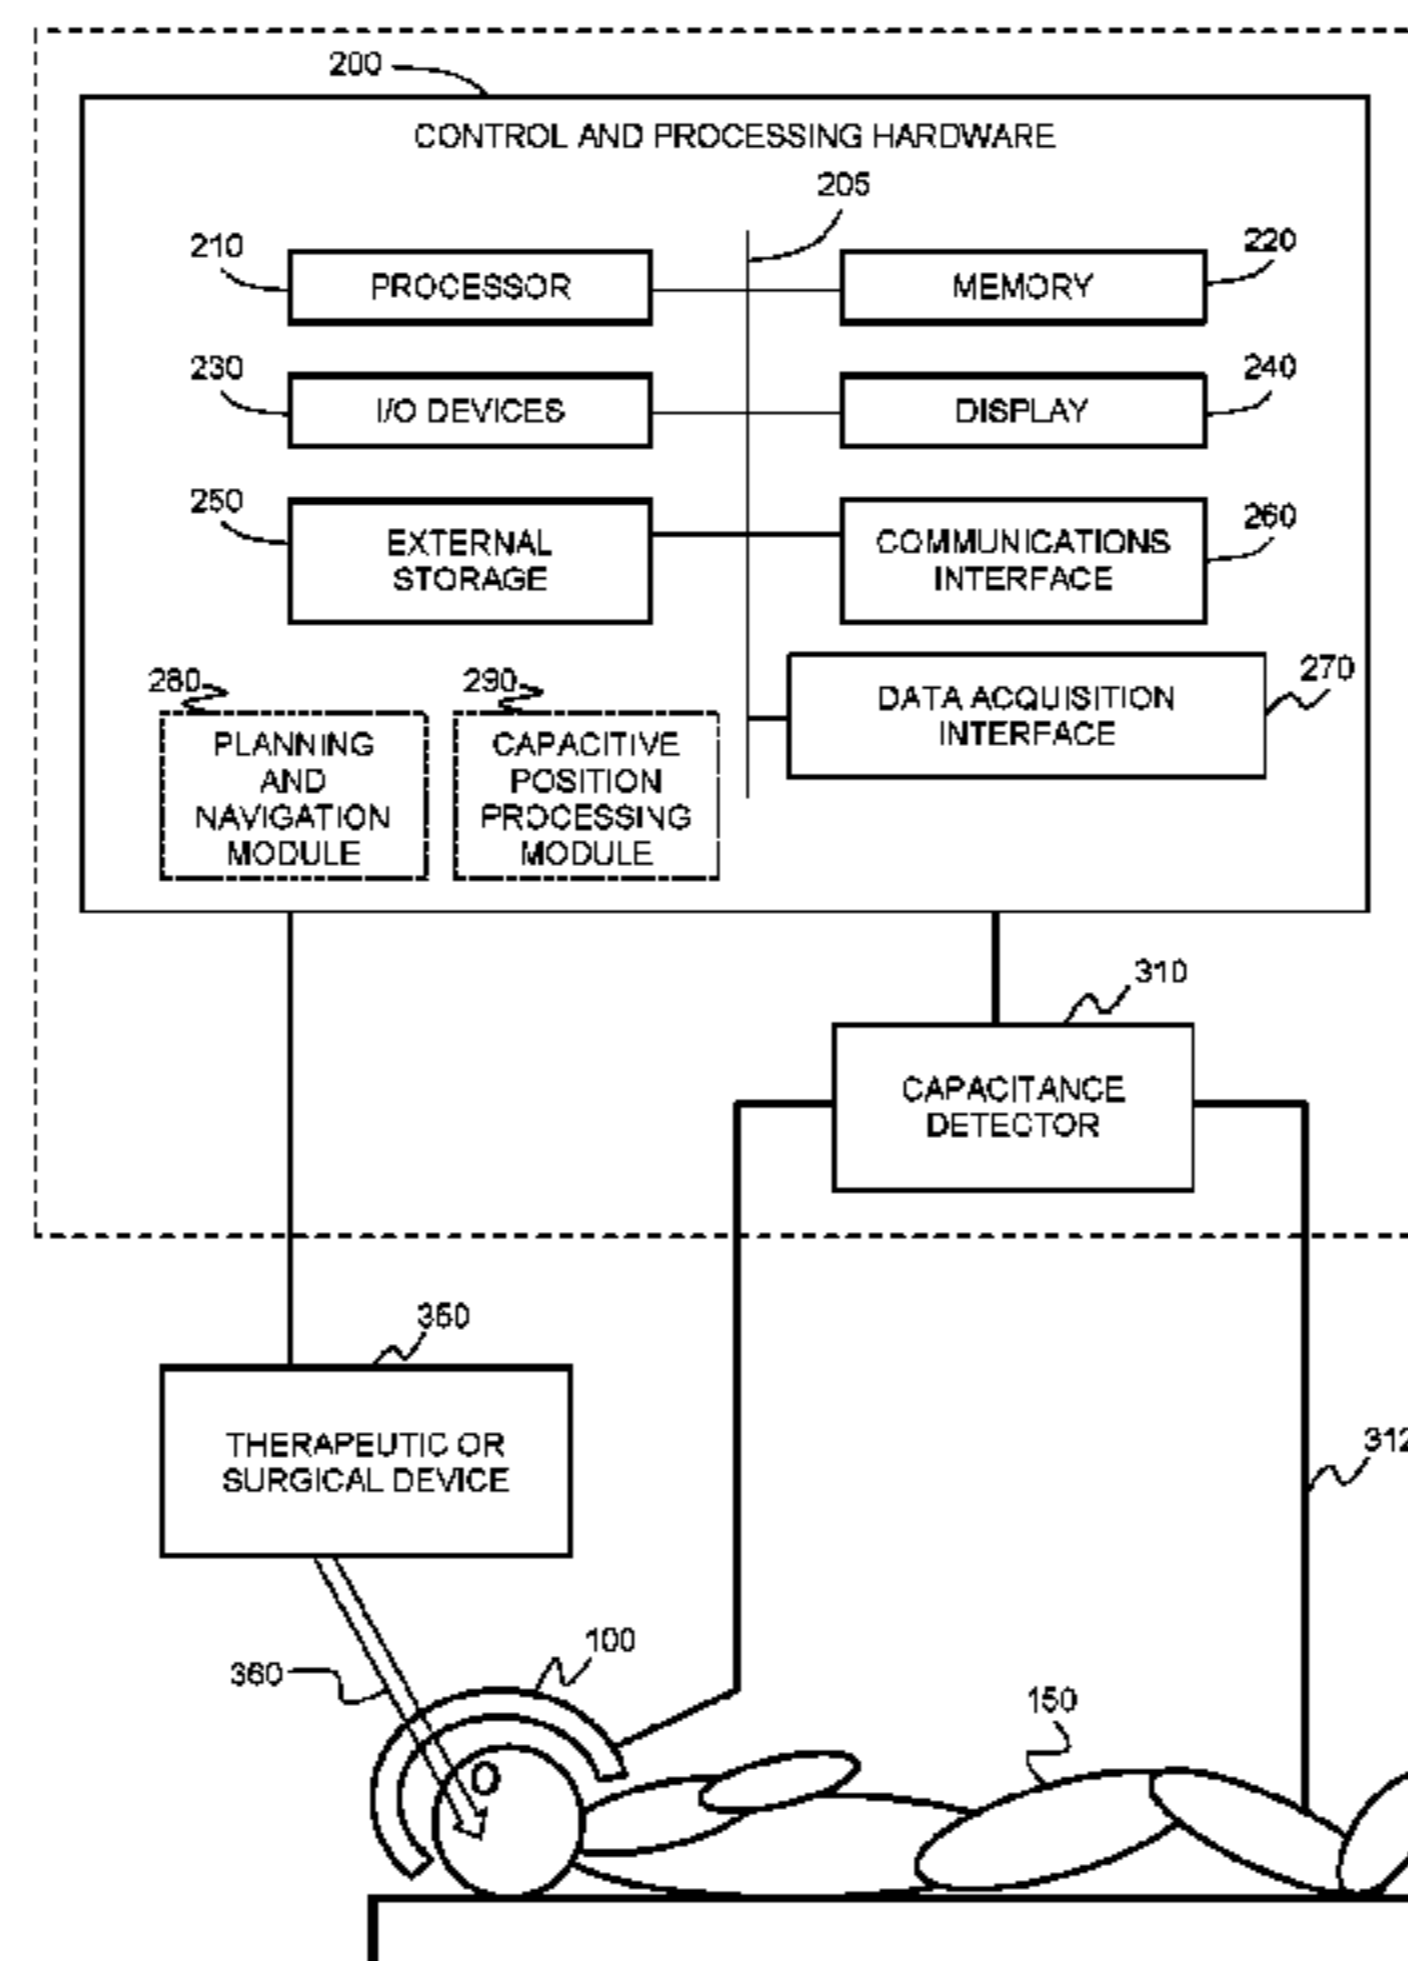 200
CONTROL AND PROCESSING HARDWARE
205
210
PROCESSOR
MEMORY
220
230
I/O DEVICES
DISPLAY
240
250
EXTERNAL
STORAGE
COMMUNICATIONS
INTERFACE
260
280
PLANNING
AND
NAVIGATION
MODULE
290
CAPACITIVE
POSITION
PROCESSING
MODULE
DATA ACQUISITION
INTERFACE
270
310
CAPACITANCE
DETECTOR
350
THERAPEUTIC OR
SURGICAL DEVICE
312
100
360
150